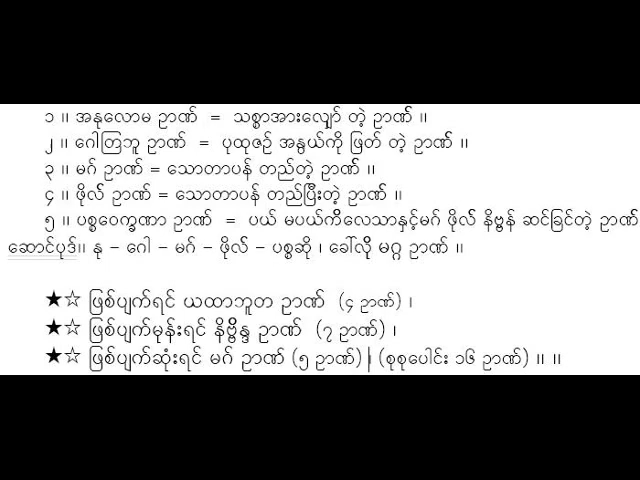 ၁ ။ အနုလောမ ဉာဏ် = သစ္စာအားလျော် တဲ့ ဉာဏ် ။
၂ ။ ဂေါတြဘူ ဉာဏ် = ပုထုဇဉ် အနွယ်ကို ဖြတ် တဲ့ ဉာဏ် ။
၃ ။ မဂ် ဉာဏ် = သောတာပန် တည်တဲ့ ဉာဏ် ။
၄ ။ ဖိုလ် ဉာဏ် = သောတာပန် တည်ပြီးတဲ့ ဉာဏ် ။
၅ ။ ပစ္စဝေက္ခဏာ ဉာဏ် = ပယ် မပယ်ကိလေသာနှင့်မဂ် ဖိုလ် နိဗ္ဗန် ဆင်ခြင်တဲ့ ဉာဏ်
ဆောင်ပုဒ်။ နု – ဂေါ – မဂ် – ဖိုလ် – ပစ္စဆို ၊ ခေါ်လို့ မဂ္ဂ ဉာဏ် ။
★☆ ဖြစ်ပျက်ရင် ယထာဘူတ ဉာဏ် (၄ ဉာဏ်) ၊
★☆ ဖြစ်ပျက်မုန်းရင် နိဗ္ဗိန္ဒ ဉာဏ် (၇ ဉာဏ်) ၊
★☆ ဖြစ်ပျက်ဆုံးရင် မဂ် ဉာဏ် (၅ ဉာဏ်) ၊ (စုစုပေါင်း ၁၆ ဉာဏ်) ။ ။